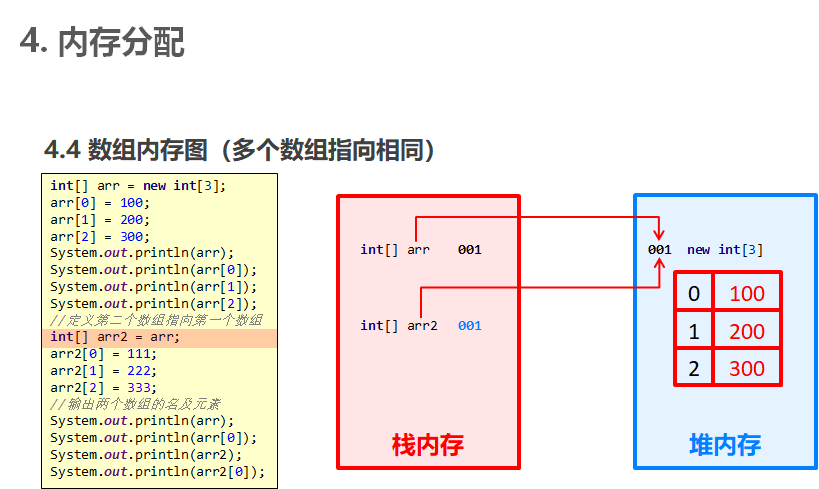 4. 内存分配
4.4 数组内存图（多个数组指向相同）
int[] arr = new int[3];
arr[0] = 100;
arr[1] = 200;
arr[2] = 300;
System.out.println(arr);
System.out.println(arr[0]);
System.out.println(arr[1]);
System.out.println(arr[2]);
//定义第二个数组指向第一个数组
int[] arr2 = arr;
arr2[0] = 111;
arr2[1] = 222;
arr2[2] = 333;
//输出两个数组的名及元素
System.out.println(arr);
System.out.println(arr[0]);
System.out.println(arr2);
System.out.println(arr2[0]);
int[] arr 001
int[] arr2 001
栈内存
001 new int[3]
0 100
1 200
2 300
堆内存